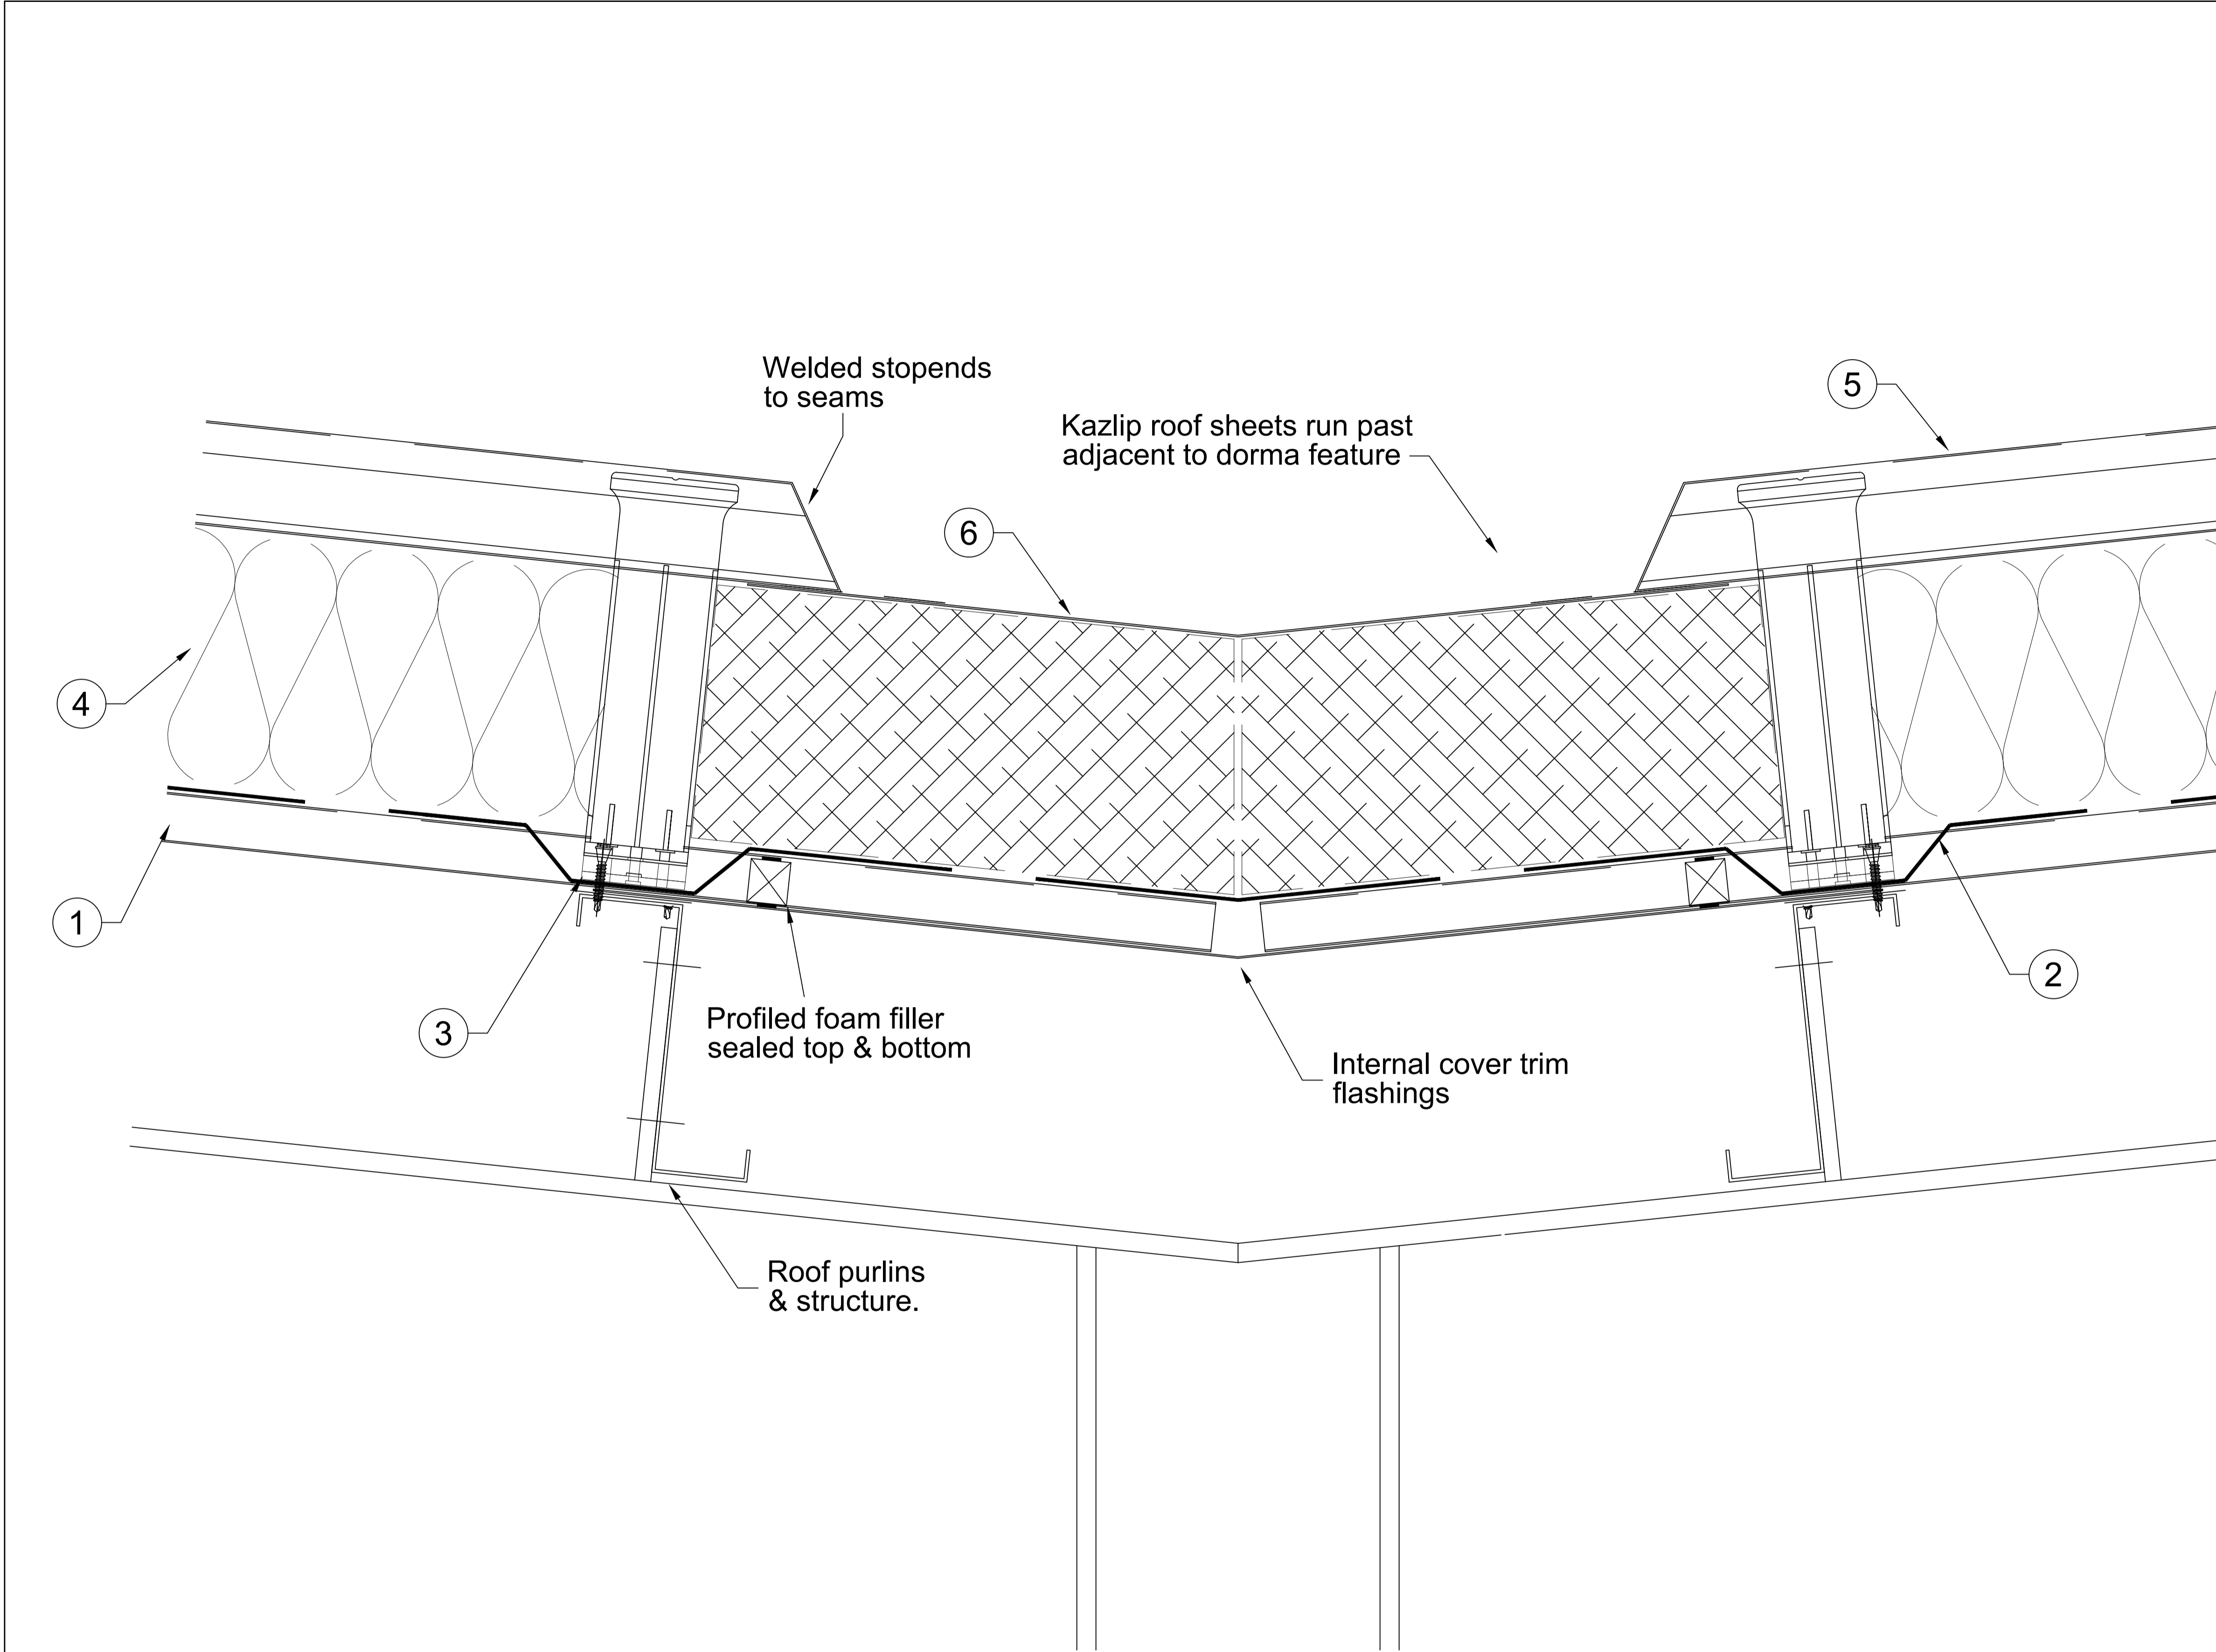 Welded stopends
to seams
5
Kazlip roof sheets run past
adjacent to dorma feature
6
4
1
2
3
Profiled foam filler
sealed top & bottom
Internal cover trim
flashings
Roof purlins
& structure.